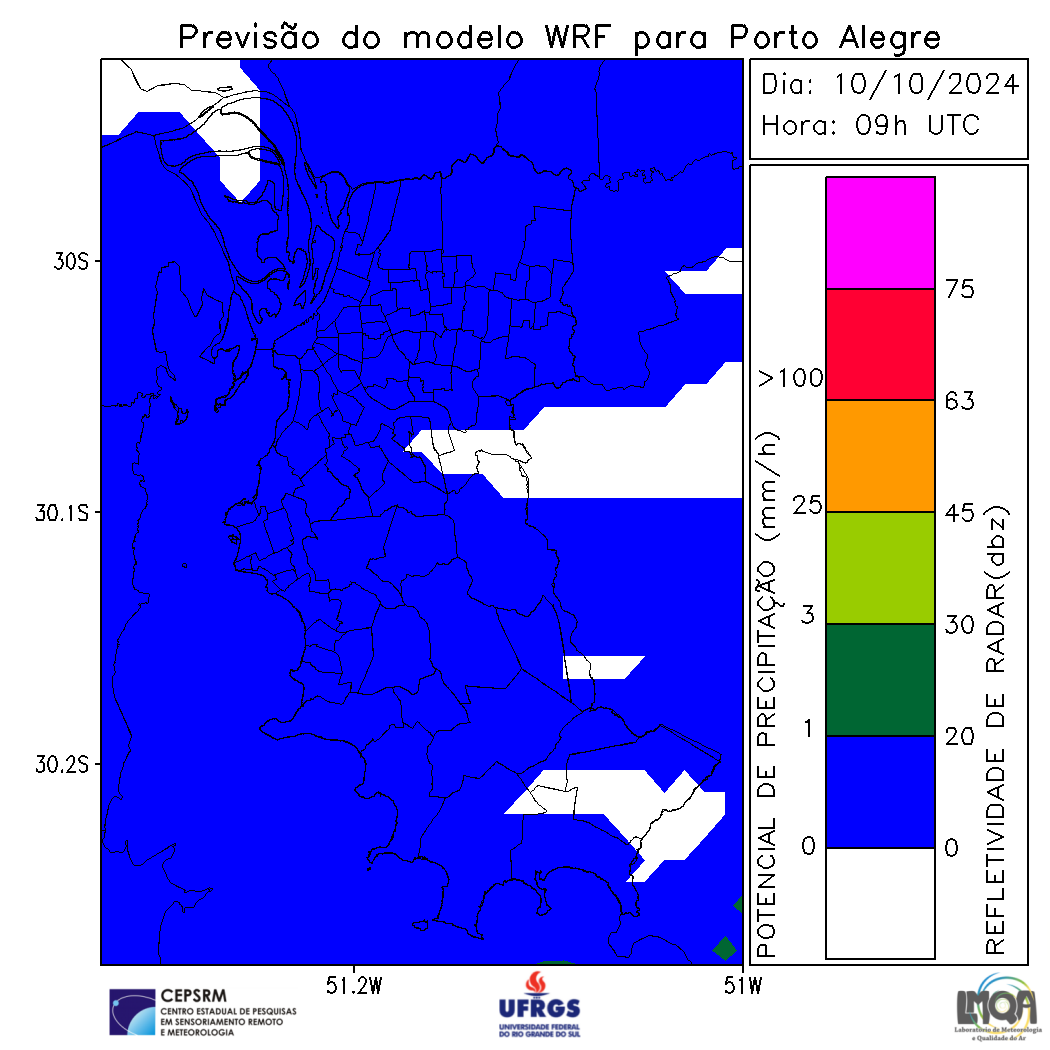 Previsão do modelo WRF para Porto Alegre
Dia: 10/10/2024
Hora: 09h UTC
30S
30.1S
30.2S
51.2W
51W
POTENCIAL DE PRECIPITAÇÃO (mm/h)
>100
25
3
1
0
75
63
45
30
20
0
REFLETIVIDADE DE RADAR(dbz)
CEPSRM
CENTRO ESTADUAL DE PESQUISAS
EM SENSORIAMENTO REMOTO
E METEOROLOGIA
UFRGS
UNIVERSIDADE FEDERAL
DO RIO GRANDE DO SUL
LMQA
Laboratório de Meteorologia
e Qualidade do Ar